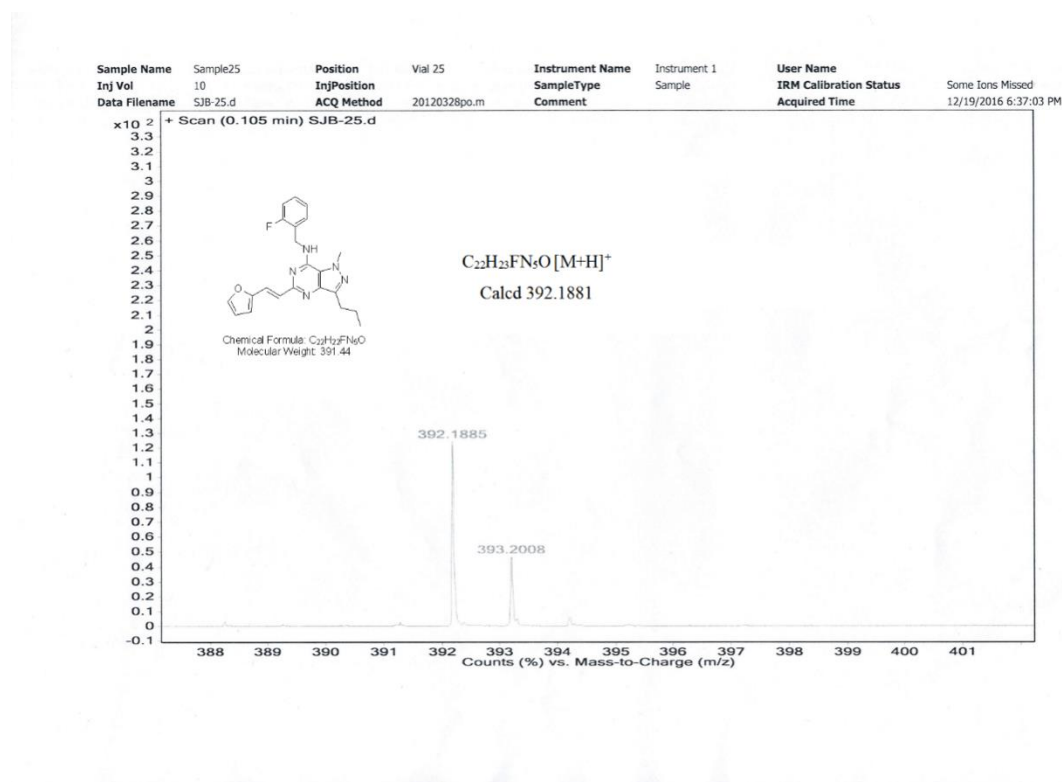 Sample Name Sample25 Position Vial 25 Instrument Name Instrument 1 User Name
Inj Vol 10 InjPosition SampleType Sample IRM Calibration Status Some Ions Missed
Data Filename SJB-25.d ACQ Method 20120328po.m Comment Acquired Time 12/19/2016 6:37:03 PM
x10 2 + Scan (0.105 min) SJB-25.d
3.3
3.2
3.1
3
2.9
2.8
2.7
2.6
2.5
2.4
2.3
2.2
2.1
2
1.9
1.8
1.7
1.6
1.5
1.4
1.3
1.2
1.1
1
0.9
0.8
0.7
0.6
0.5
0.4
0.3
0.2
0.1
0
-0.1
F
NH
N
N
N
N
O
C₂₂H₂₃FN₅O [M+H]⁺
Calcd 392.1881
Chemical Formula: C₂₂H₂₂FN₅O
Molecular Weight: 391.44
392.1885
393.2008
388 389 390 391 392 393 394 395 396 397 398 399 400 401
Counts (%) vs. Mass-to-Charge (m/z)